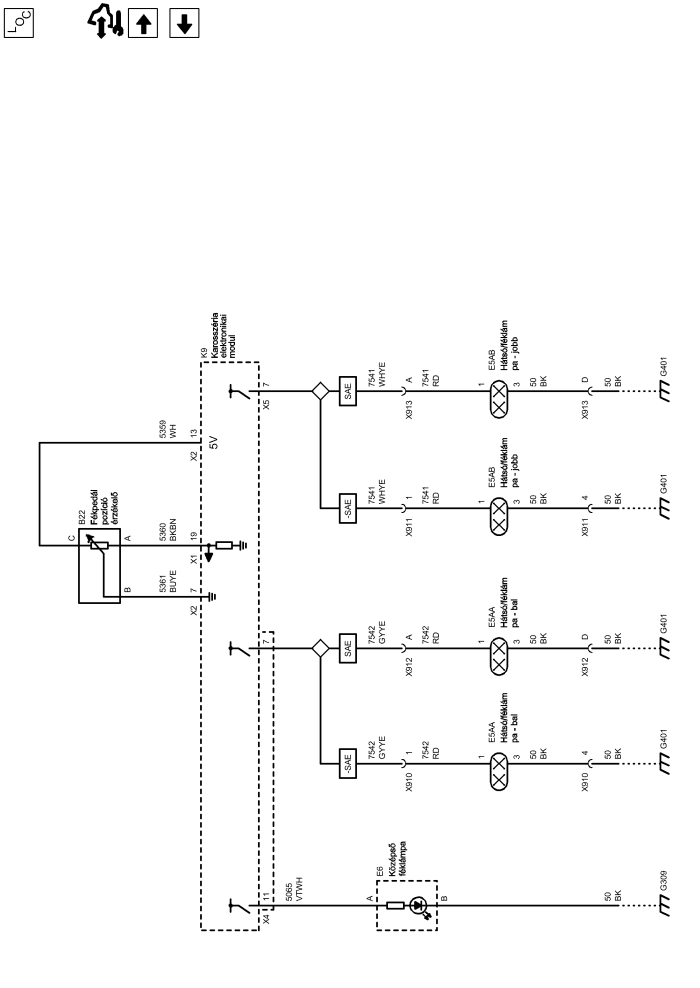 LOC
K9
Karosszéria
elektronikai
modul
B22
Fékpedál
pozíció
érzékelő
C
A
B
5359
WH
X2
13
5V
5360
BKBN
X1
19
5361
BUYE
X2
7
X5
7
7
X4
11
SAE
7541
WHYE
X913
A
7541
RD
1
E5AB
Hátsó/féklám
pa - jobb
3
50
BK
X913
D
50
BK
G401
-SAE
7541
WHYE
X911
1
7541
RD
1
E5AB
Hátsó/féklám
pa - jobb
3
50
BK
X911
4
50
BK
G401
SAE
7542
GYYE
X912
A
7542
RD
1
E5AA
Hátsó/féklám
pa - bal
3
50
BK
X912
D
50
BK
G401
-SAE
7542
GYYE
X910
1
7542
RD
1
E5AA
Hátsó/féklám
pa - bal
3
50
BK
X910
4
50
BK
G401
5065
VTWH
A
E6
Középső
féklámpa
B
50
BK
G309